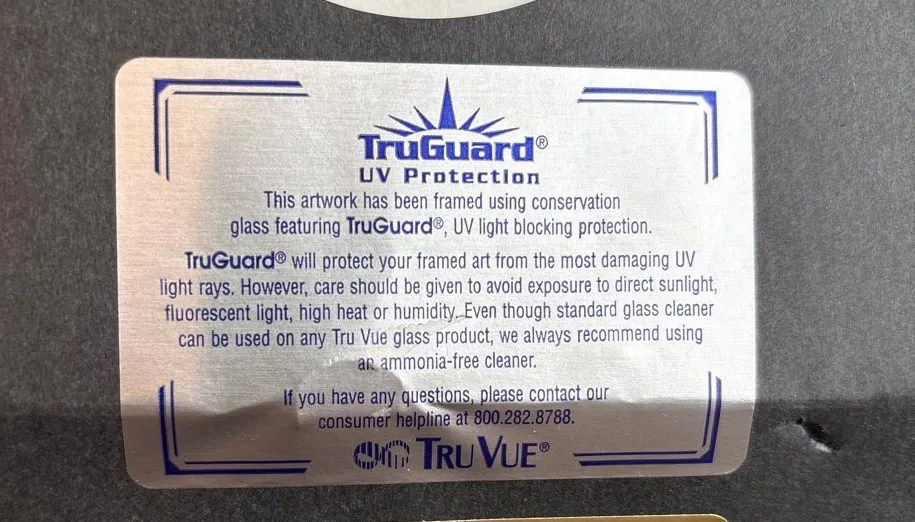 TruGuard®
UV Protection
This artwork has been framed using conservation
glass featuring TruGuard®, UV light blocking protection.
TruGuard® will protect your framed art from the most damaging UV
light rays. However, care should be given to avoid exposure to direct sunlight,
fluorescent light, high heat or humidity. Even though standard glass cleaner
can be used on any Tru Vue glass product, we always recommend using
an ammonia-free cleaner.
If you have any questions, please contact our
consumer helpline at 800.282.8788.
TRU VUE®